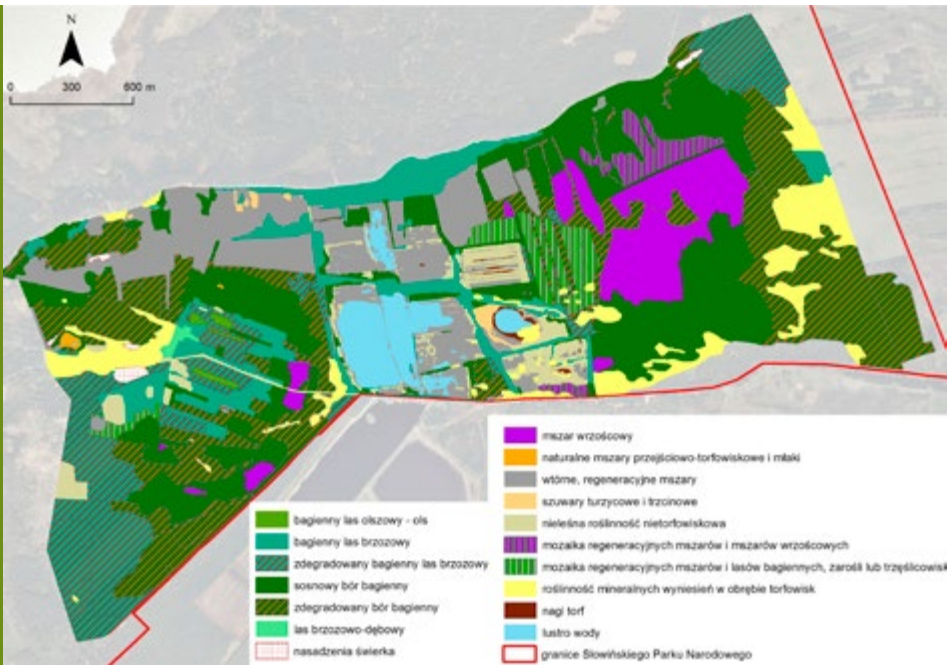 N
0 300 600 m
mszar wrzoścowy
naturalne mszary przejściowo-torfowiskowe i młaki
wtórne, regeneracyjne mszary
szuwary turzycowe i trzcinowe
nieleśna roślinność nietorfowiskowa
mozaika regeneracyjnych mszarów i mszarów wrzoścowych
mozaika regeneracyjnych mszarów i lasów bagiennych, zarośli lub trzęślicowisk
roślinność mineralnych wyniesień w obrębie torfowisk
nagi torf
lustro wody
granice Słowińskiego Parku Narodowego
bagienny las olszowy - ols
bagienny las brzozowy
zdegradowany bagienny las brzozowy
sosnowy bór bagienny
zdegradowany bór bagienny
las brzozowo-dębowy
nasadzenia świerka